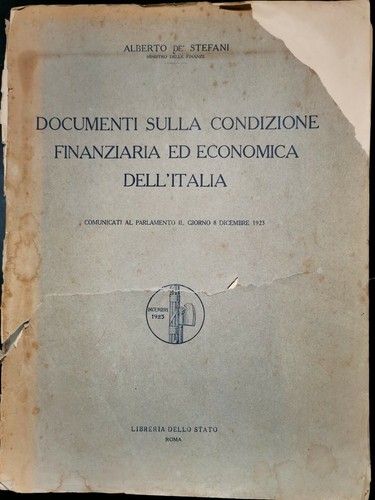 ALBERTO DE' STEFANI
MINISTRO DELLE FINANZE
DOCUMENTI SULLA CONDIZIONE
FINANZIARIA ED ECONOMICA
DELL'ITALIA
COMUNICATI AL PARLAMENTO IL GIORNO 8 DICEMBRE 1923
DICEMBRE
1923
LIBRERIA DELLO STATO
ROMA